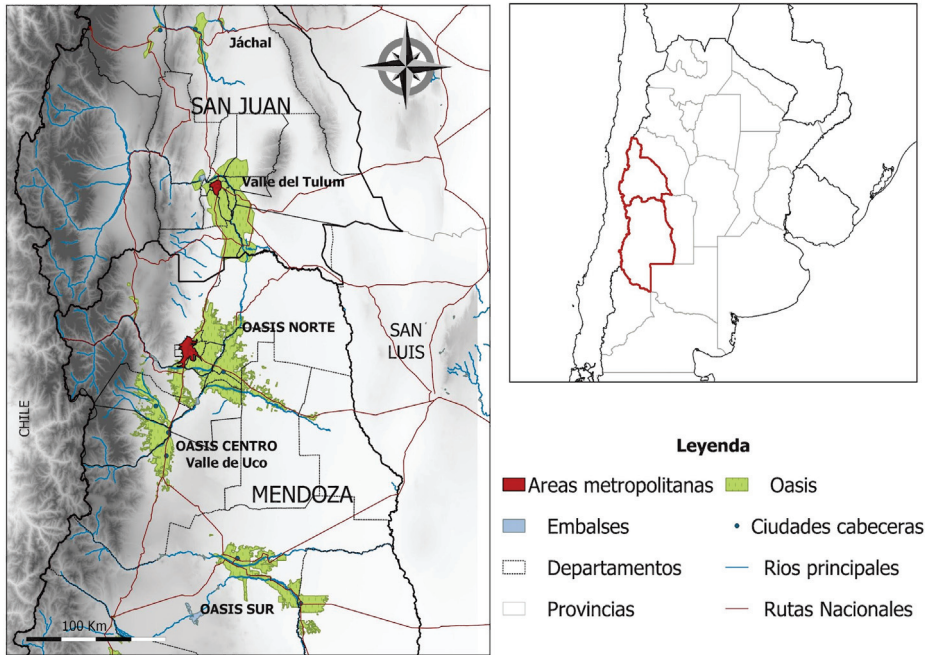 Jáchal
SAN JUAN
Valle del Tulum
OASIS NORTE
SAN
LUIS
CHILE
OASIS CENTRO
Valle de Uco
MENDOZA
OASIS SUR
100 Km
Leyenda
Areas metropolitanas
Oasis
Embalses
Ciudades cabeceras
Departamentos
Rios principales
Provincias
Rutas Nacionales